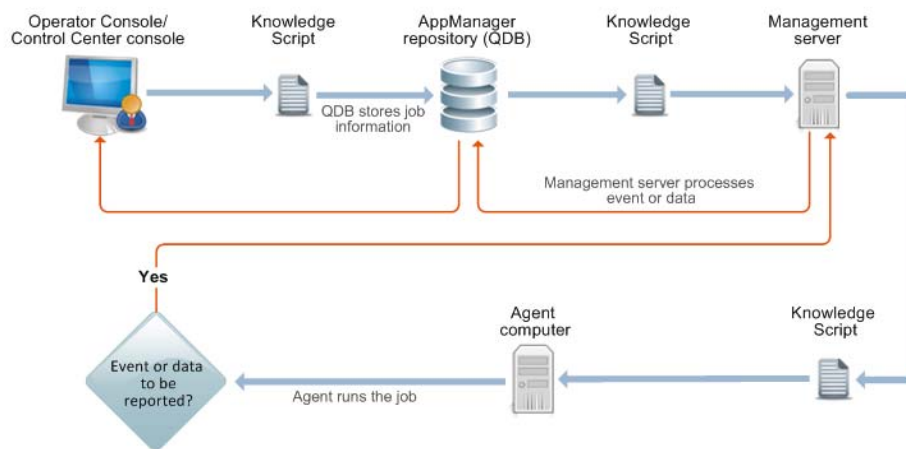 Operator Console/
Control Center console
Knowledge
Script
AppManager
repository (QDB)
Knowledge
Script
Management
server
QDB stores job
information
Management server processes
event or data
Yes
Event or data
to be
reported?
Agent runs the job
Agent
computer
Knowledge
Script